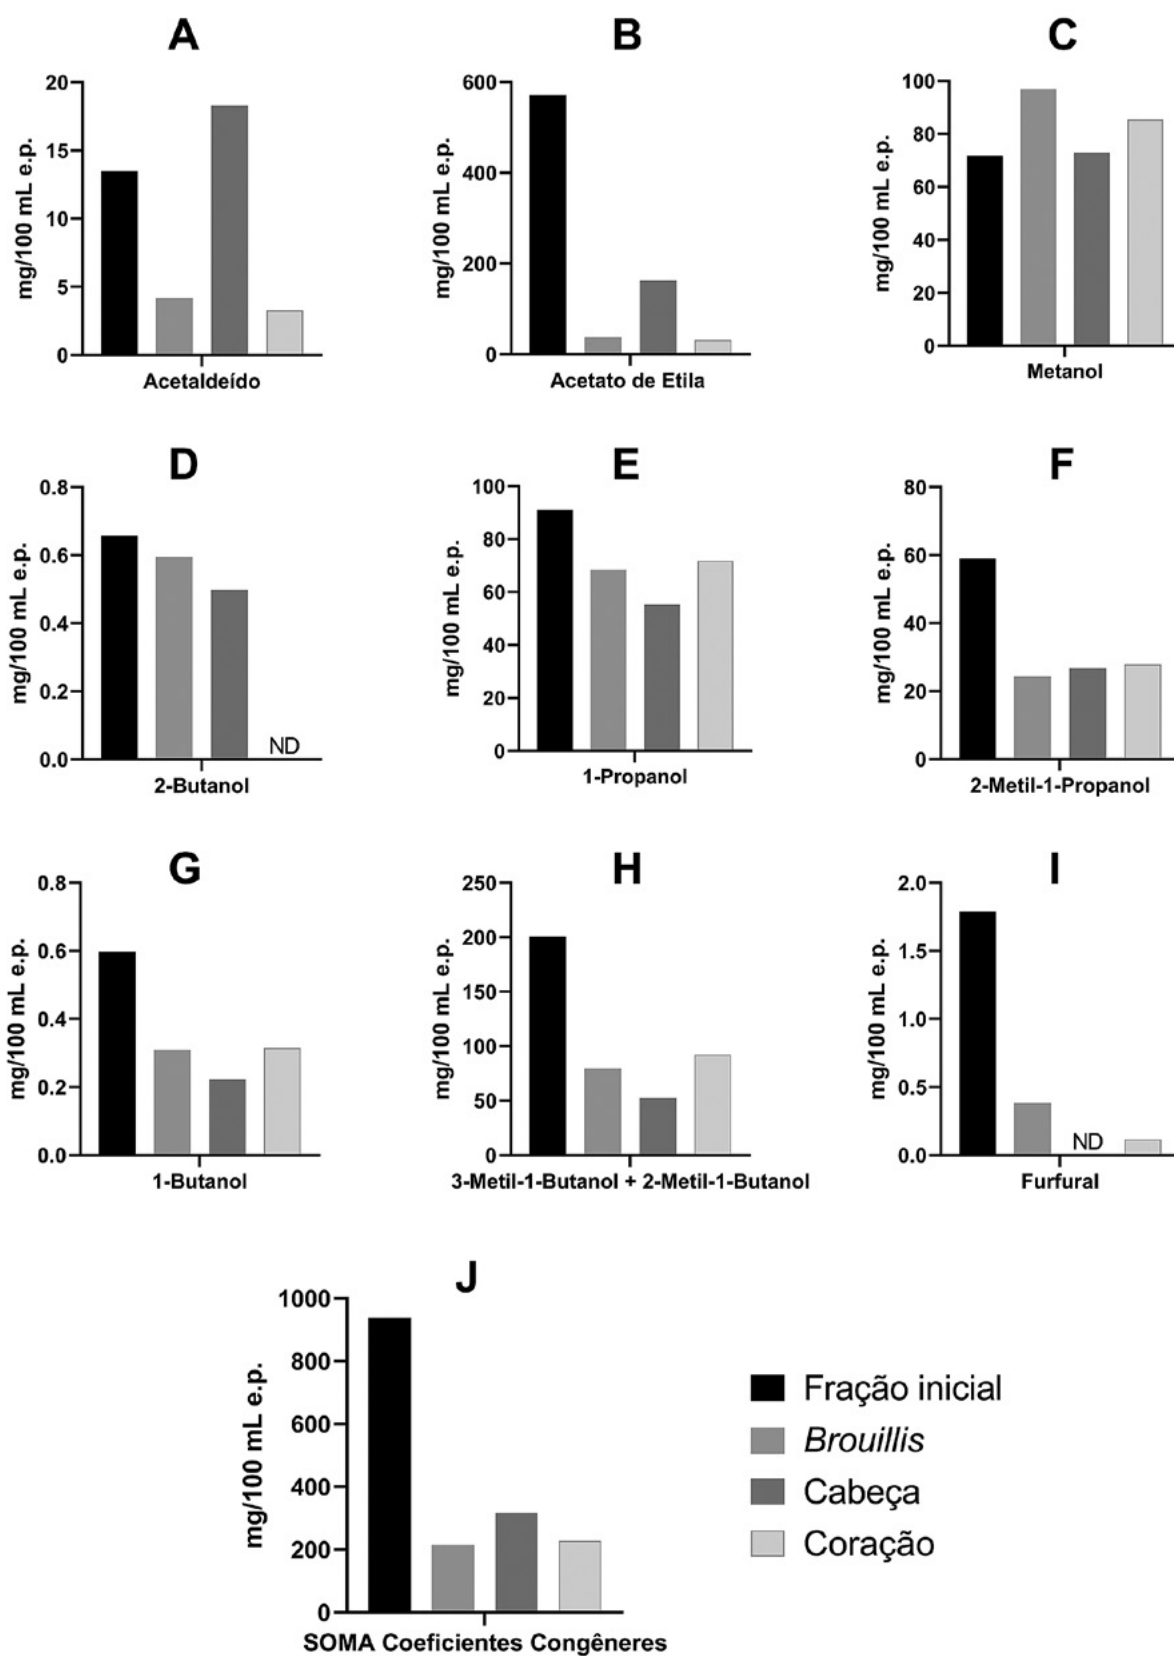 A
B
C
20
15
10
5
0
mg/100 mL e.p.
Acetaldeído
600
400
200
0
mg/100 mL e.p.
Acetato de Etila
100
80
60
40
20
0
mg/100 mL e.p.
Metanol
D
E
F
0.8
0.6
0.4
0.2
0.0
mg/100 mL e.p.
ND
2-Butanol
100
80
60
40
20
0
mg/100 mL e.p.
1-Propanol
80
60
40
20
0
mg/100 mL e.p.
2-Metil-1-Propanol
G
H
I
0.8
0.6
0.4
0.2
0.0
mg/100 mL e.p.
1-Butanol
250
200
150
100
50
0
mg/100 mL e.p.
3-Metil-1-Butanol + 2-Metil-1-Butanol
2.0
1.5
1.0
0.5
0.0
mg/100 mL e.p.
ND
Furfural
J
1000
800
600
400
200
0
mg/100 mL e.p.
SOMA Coeficientes Congêneres
Fração inicial
Brouillis
Cabeça
Coração